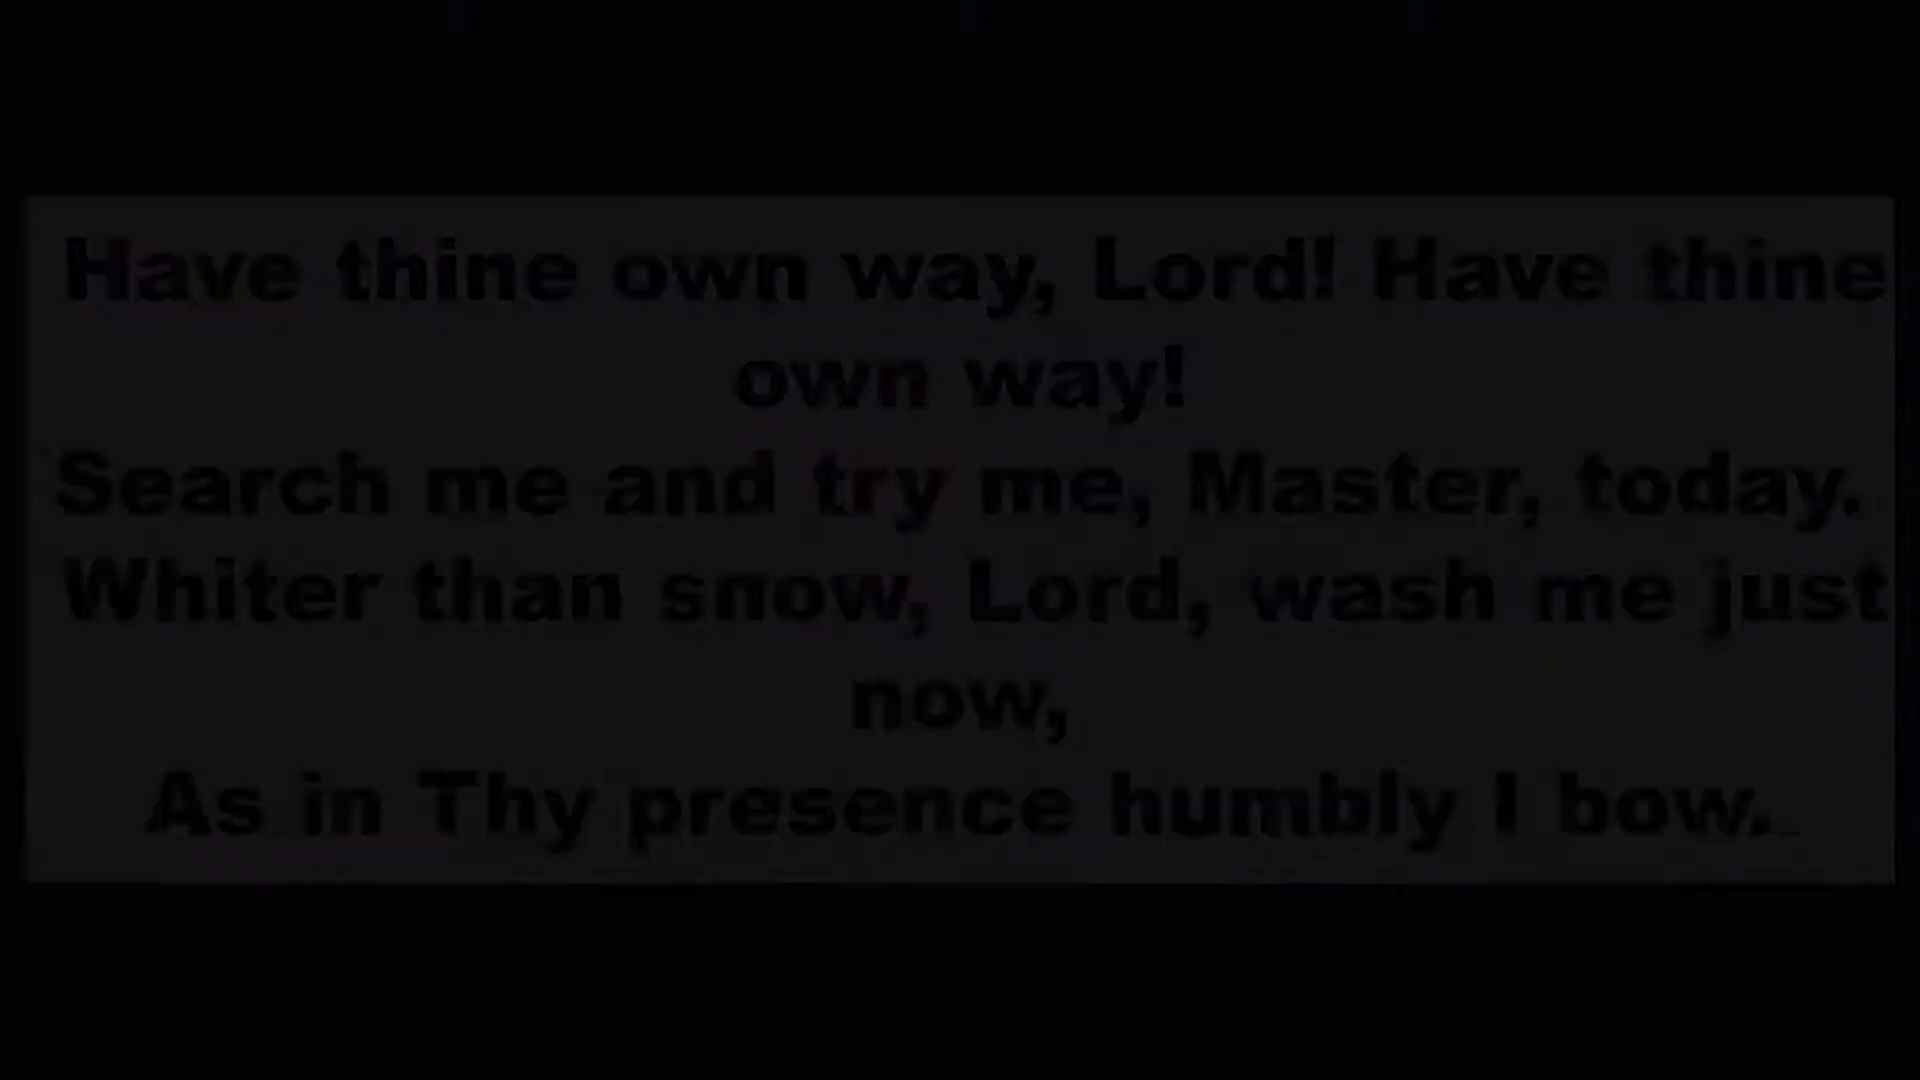 Have thine own way, Lord! Have thine
own way!
Search me and try me, Master, today.
Whiter than snow, Lord, wash me just
now,
As in Thy presence humbly I bow.